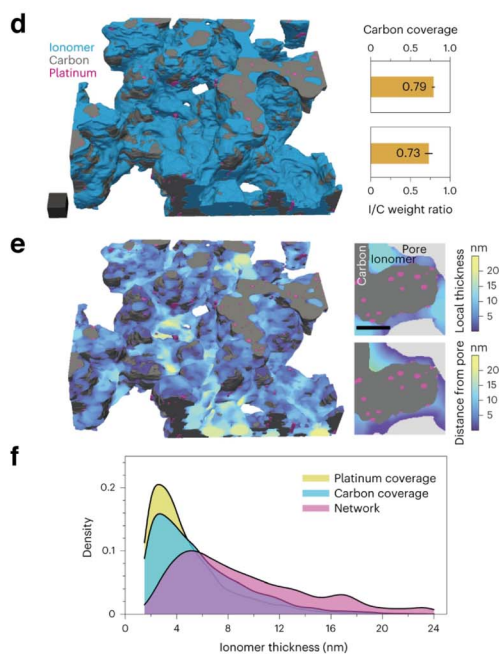 d
Ionomer
Carbon
Platinum
Carbon coverage
0 0.5 1.0
0.79
0.73
0 0.5 1.0
I/C weight ratio
e
nm
Pore
Ionomer
Carbon
20
15
10
5
Local thickness
nm
20
15
10
5
Distance from pore
f
Platinum coverage
Carbon coverage
Network
Density
0.2
0.1
0
0 4 8 12 16 20 24
Ionomer thickness (nm)